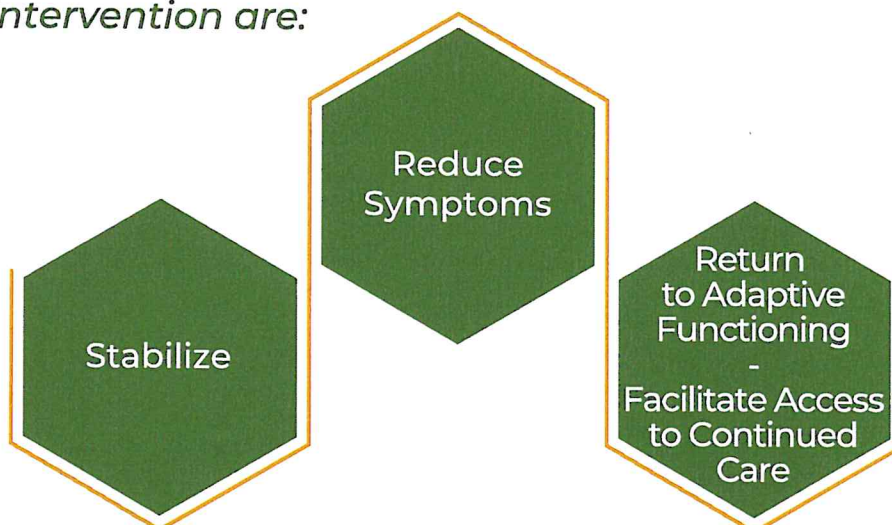 ntervention are:
Reduce
Symptoms
Stabilize
Return
to Adaptive
Functioning
-
Facilitate Access
to Continued
Care